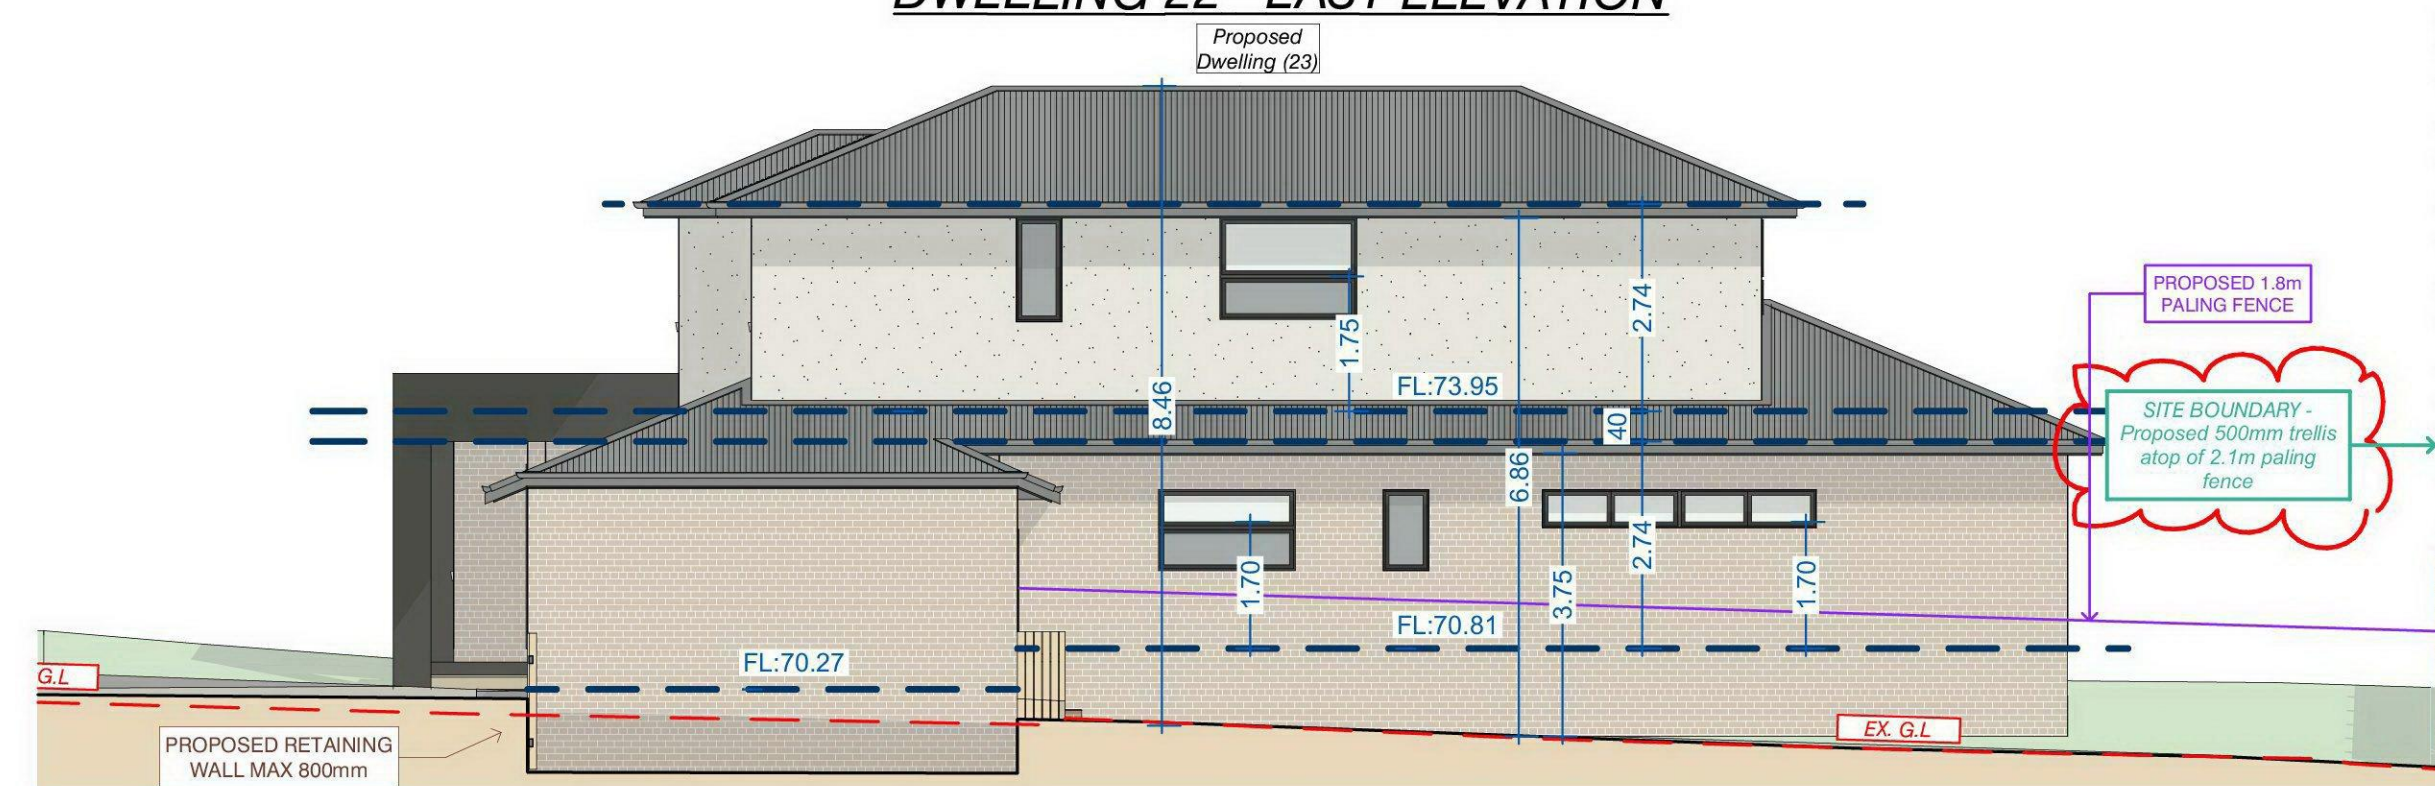 DWELLING 22 - EAST ELEVATION
Proposed
Dwelling (23)
PROPOSED 1.8m
PALING FENCE
2.74
1.75
FL:73.95
8.46
40
SITE BOUNDARY -
Proposed 500mm trellis
atop of 2.1m paling
fence
6.86
2.74
3.75
1.70
1.70
FL:70.81
FL:70.27
G.L
EX. G.L
PROPOSED RETAINING
WALL MAX 800mm